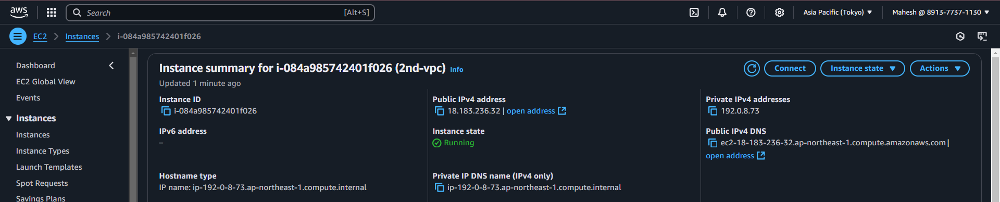 aws
Search [Alt+S]
Asia Pacific (Tokyo)
Mahesh @ 8913-7737-1130
EC2 > Instances > i-084a985742401f026
Dashboard
EC2 Global View
Events
Instances
Instances
Instance Types
Launch Templates
Spot Requests
Savings Plans
Instance summary for i-084a985742401f026 (2nd-vpc) Info
Updated 1 minute ago
Connect
Instance state
Actions
Instance ID
i-084a985742401f026
Public IPv4 address
18.183.236.32 | open address
Private IPv4 addresses
192.0.8.73
IPv6 address
–
Instance state
Running
Public IPv4 DNS
ec2-18-183-236-32.ap-northeast-1.compute.amazonaws.com |
open address
Hostname type
IP name: ip-192-0-8-73.ap-northeast-1.compute.internal
Private IP DNS name (IPv4 only)
ip-192-0-8-73.ap-northeast-1.compute.internal